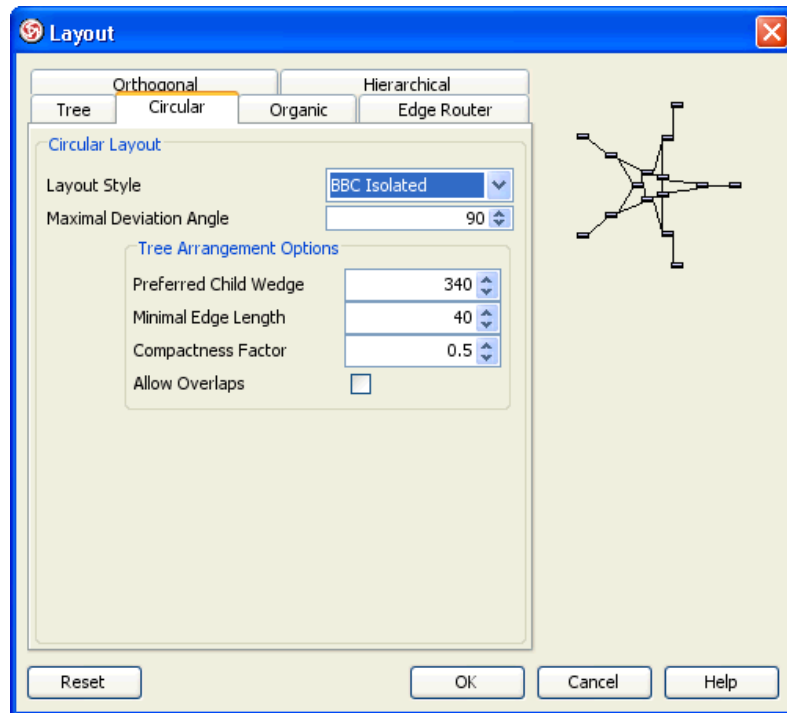 Layout
Orthogonal Hierarchical
Tree Circular Organic Edge Router
Circular Layout
Layout Style BBC Isolated
Maximal Deviation Angle 90
Tree Arrangement Options
Preferred Child Wedge 340
Minimal Edge Length 40
Compactness Factor 0.5
Allow Overlaps
Reset OK Cancel Help